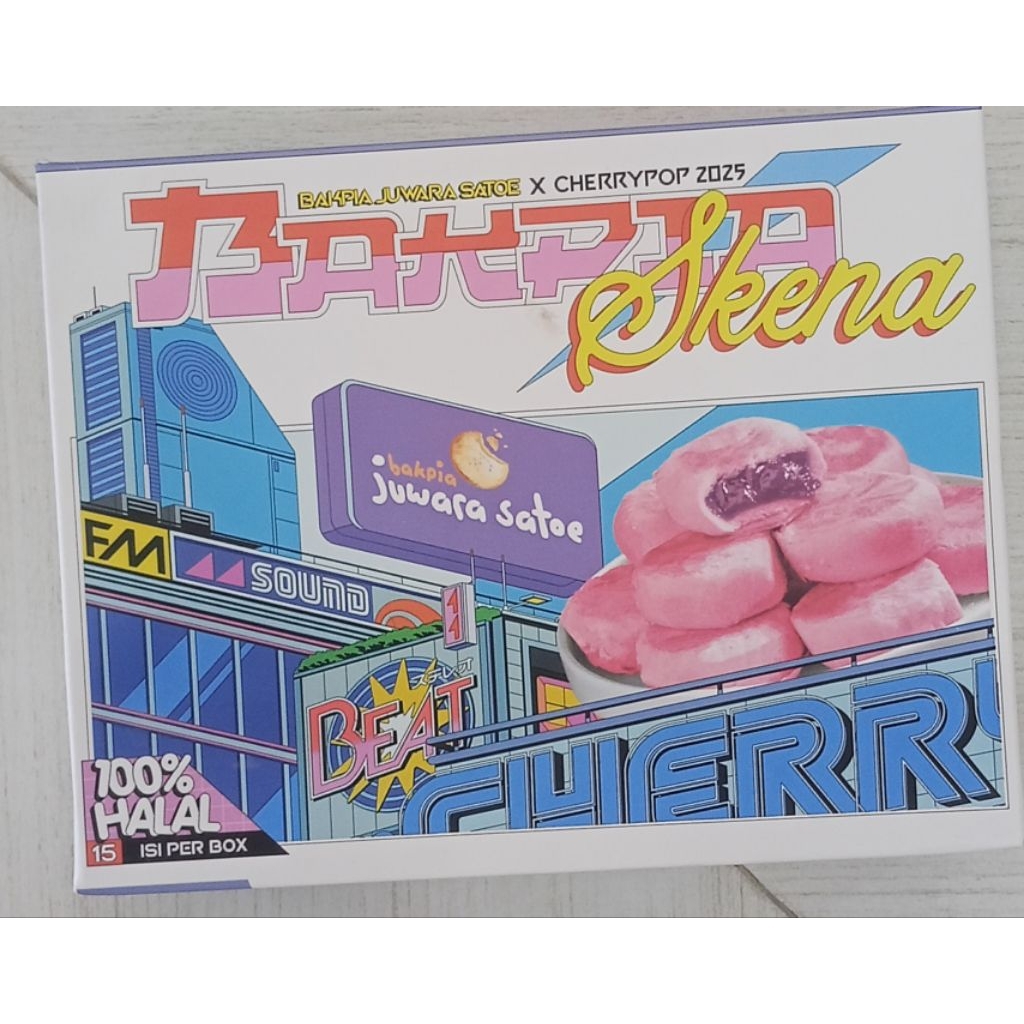 BAKPIA JUWARA SATOE X CHERRYPOP 2025
BAKPIA
Skena
bakpia
juwara satoe
FM
SOUND
BEAT
CHERRY
100%
HALAL
15 ISI PER BOX